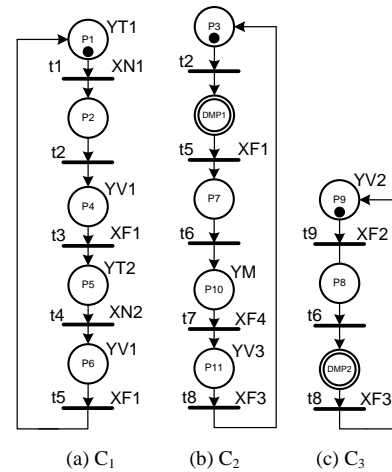 P1 YT1
t1 XN1
P2
t2
YV1
P4
t3 XF1
YT2
P5
t4 XN2
YV1
P6
t5 XF1
(a) C1
P3
t2
DMP1
t5 XF1
P7
t6
YM
P10
t7 XF4
YV3
P11
t8 XF3
(b) C2
YV2
P9
t9 XF2
P8
t6
DMP2
t8 XF3
(c) C3